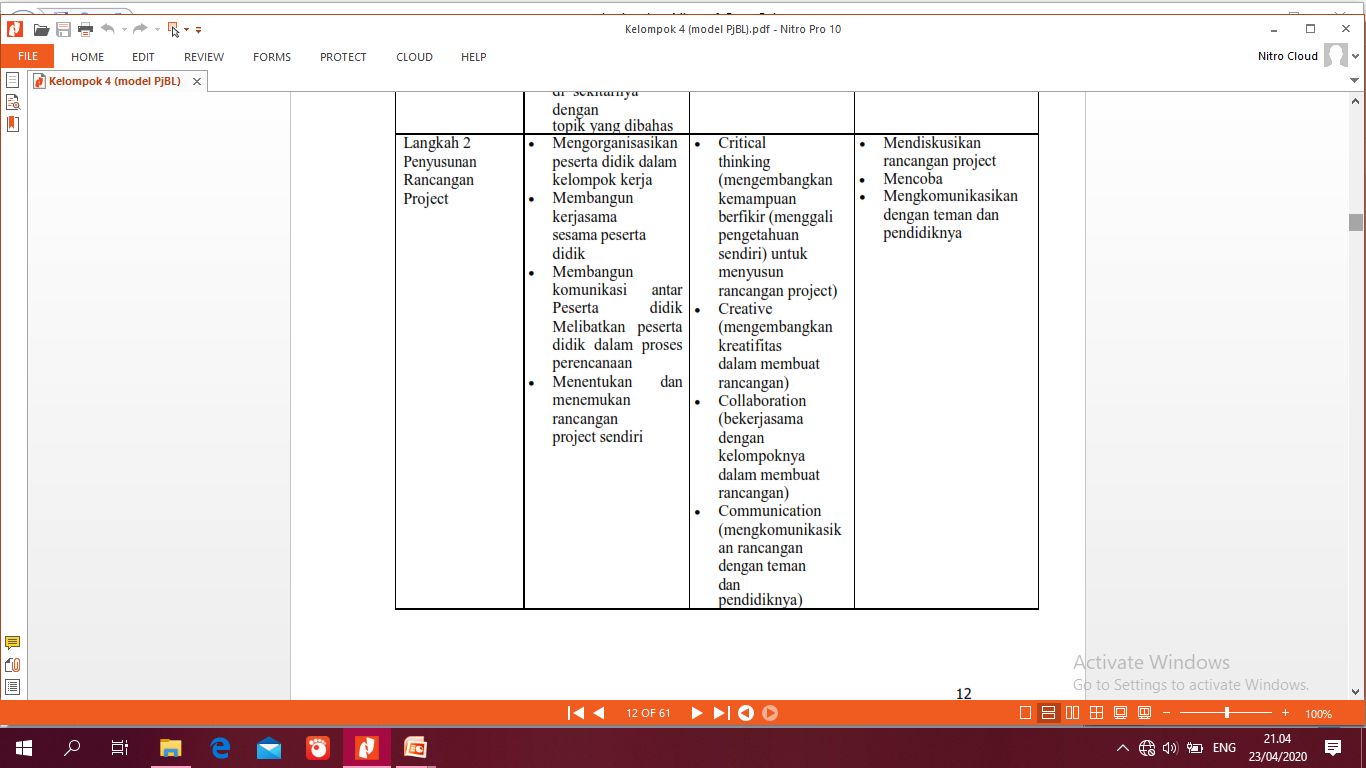 Kelompok 4 (model PjBL).pdf - Nitro Pro 10
FILE
HOME
EDIT
REVIEW
FORMS
PROTECT
CLOUD
HELP
Nitro Cloud
Kelompok 4 (model PjBL)
di sekitarnya
dengan
topik yang dibahas
Langkah 2
Penyusunan
Rancangan
Project
• Mengorganisasikan
peserta didik dalam
kelompok kerja
• Membangun
kerjasama
sesama peserta
didik
• Membangun
komunikasi antar
Peserta didik
Melibatkan peserta
didik dalam proses
perencanaan
• Menentukan dan
menemukan
rancangan
project sendiri
• Critical
thinking
(mengembangkan
kemampuan
berfikir (menggali
pengetahuan
sendiri) untuk
menyusun
rancangan project)
• Creative
(mengembangkan
kreatifitas
dalam membuat
rancangan)
• Collaboration
(bekerjasama
dengan
kelompoknya
dalam membuat
rancangan)
• Communication
(mengkomunikasik
an rancangan
dengan teman
dan
pendidiknya)
• Mendiskusikan
rancangan project
• Mencoba
• Mengkomunikasikan
dengan teman dan
pendidiknya
12
Activate Windows
Go to Settings to activate Windows.
12 OF 61
100%
ENG
21.04
23/04/2020